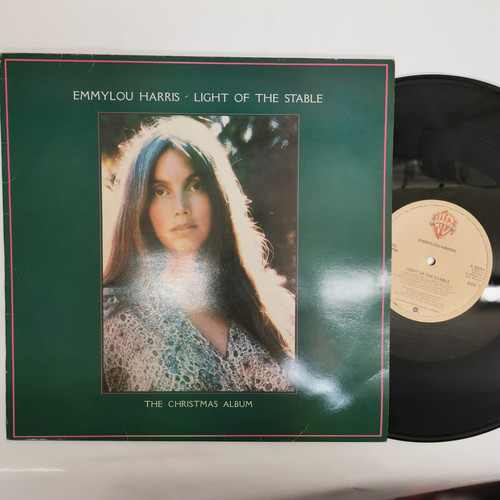 EMMYLOU HARRIS - LIGHT OF THE STABLE
THE CHRISTMAS ALBUM
EMMYLOU HARRIS
LIGHT OF THE STABLE